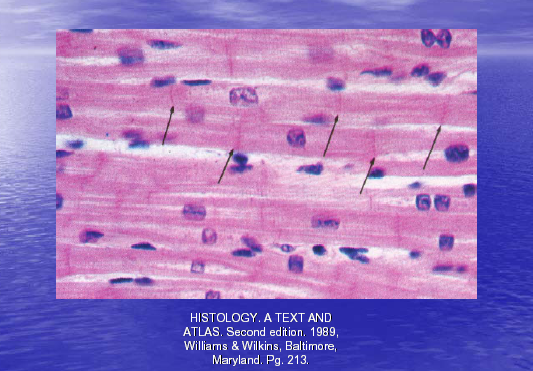 HISTOLOGY. A TEXT AND
ATLAS. Second edition. 1989,
Williams & Wilkins, Baltimore,
Maryland. Pg. 213.